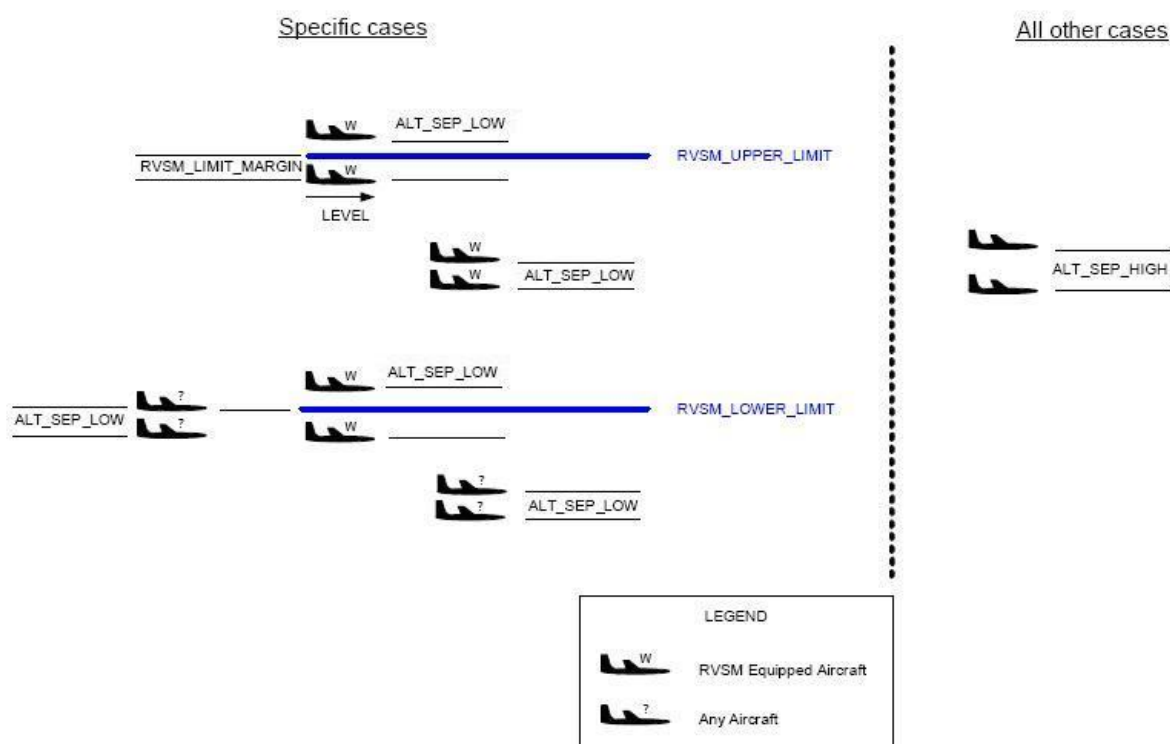 Specific cases
All other cases
W
ALT_SEP_LOW
RVSM_LIMIT_MARGIN
RVSM_UPPER_LIMIT
W
LEVEL
W
W
ALT_SEP_LOW
ALT_SEP_HIGH
W
ALT_SEP_LOW
?
ALT_SEP_LOW
?
RVSM_LOWER_LIMIT
W
?
?
ALT_SEP_LOW
LEGEND
W
RVSM Equipped Aircraft
?
Any Aircraft